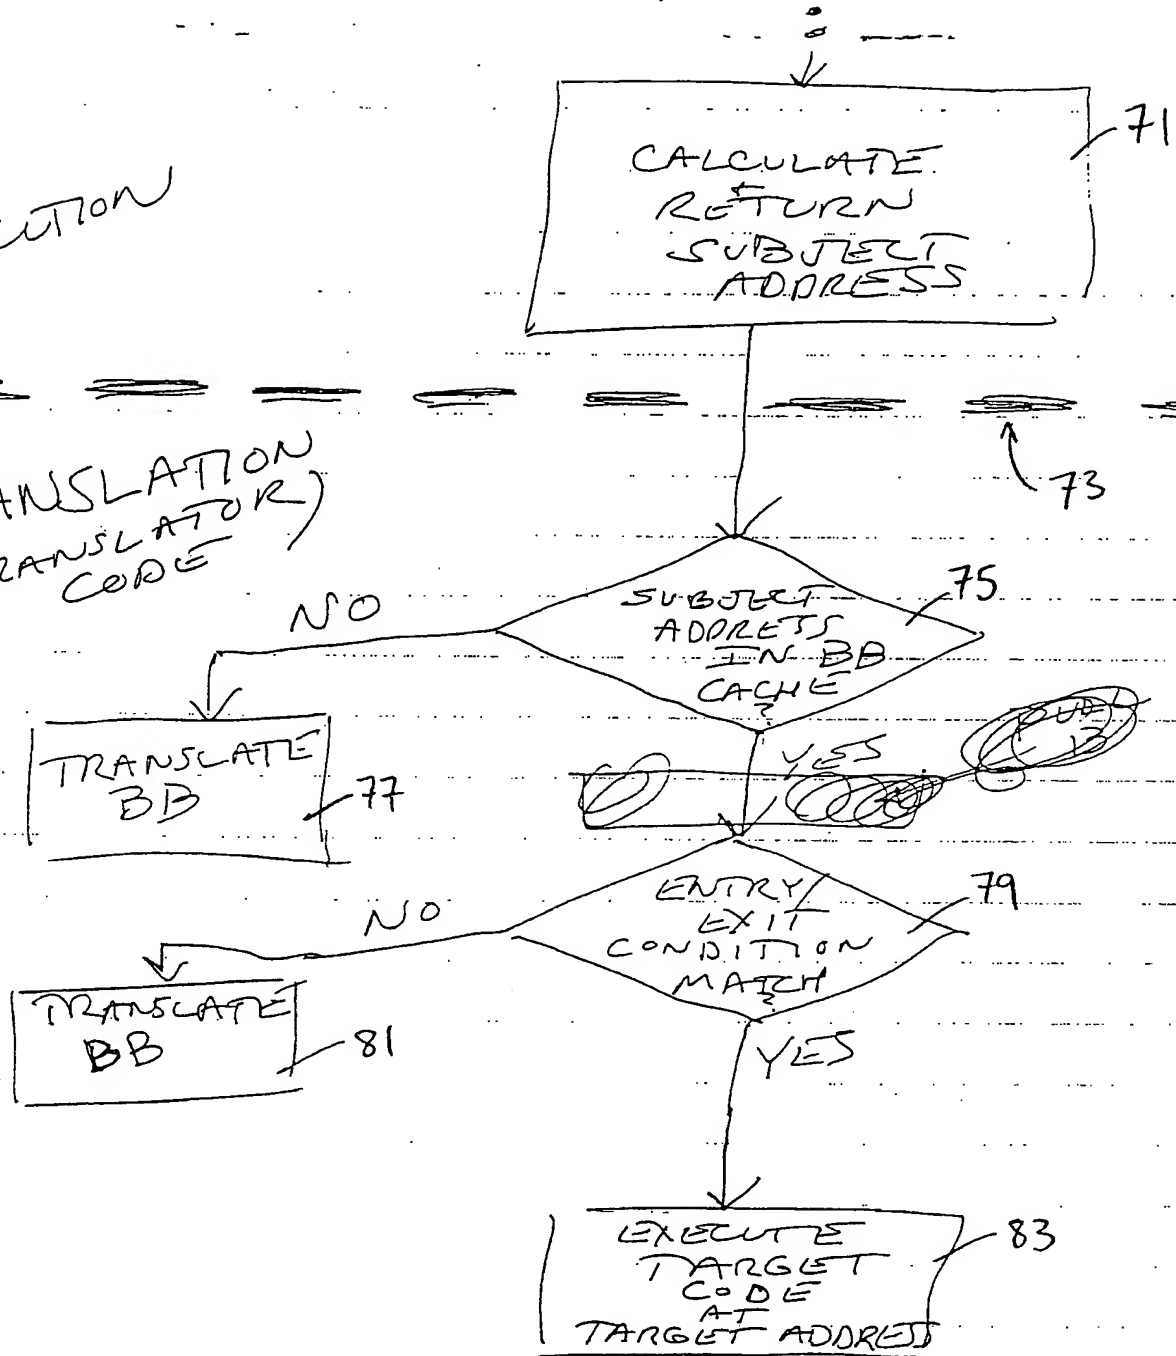 CALCULATE
RETURN
SUBJECT
ADDRESS
71
73
CODE
SUBJECT
ADDRESS
IN BB
CACHE
?
75
NO
YES
TRANSLATE
BB
77
ENTRY/
EXIT
CONDITION
MATCH
?
79
NO
YES
TRANSLATE
BB
81
EXECUTE
TARGET
CODE
AT
TARGET ADDRESS
83